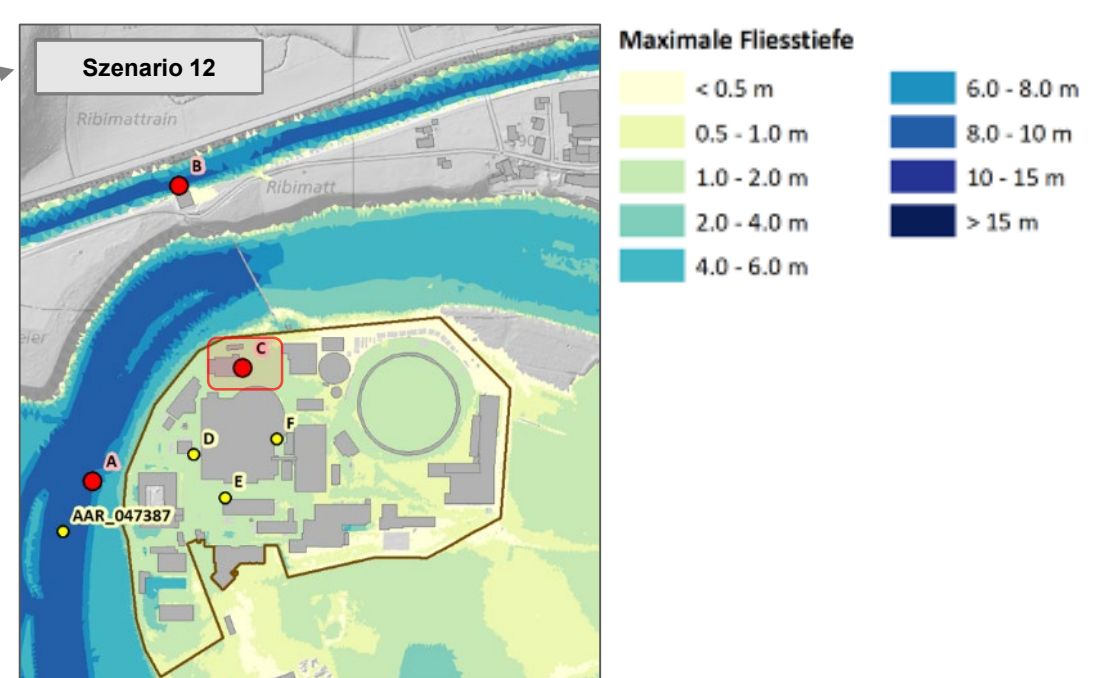 Szenario 12
Ribimattrain
B
Ribimatt
C
F
D
A
E
AAR_047387
Maximale Fliesstiefe
< 0.5 m
0.5 - 1.0 m
1.0 - 2.0 m
2.0 - 4.0 m
4.0 - 6.0 m
6.0 - 8.0 m
8.0 - 10 m
10 - 15 m
> 15 m